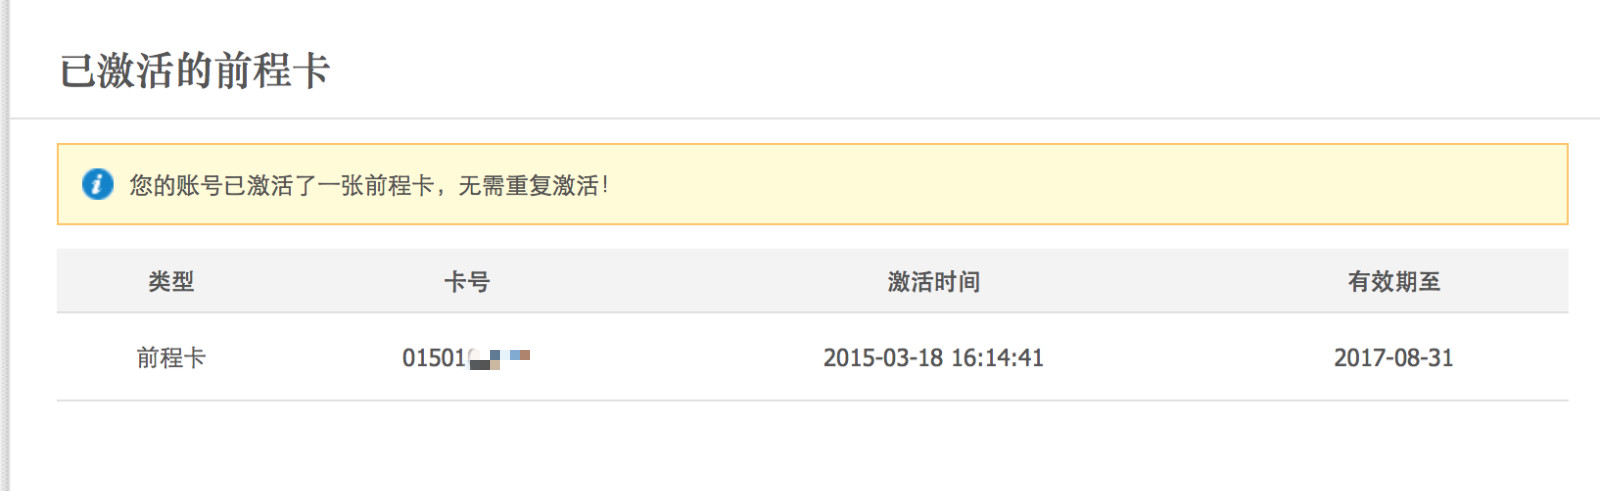 已激活的前程卡
您的账号已激活了一张前程卡，无需重复激活！
类型 卡号 激活时间 有效期至
前程卡 01501 2015-03-18 16:14:41 2017-08-31